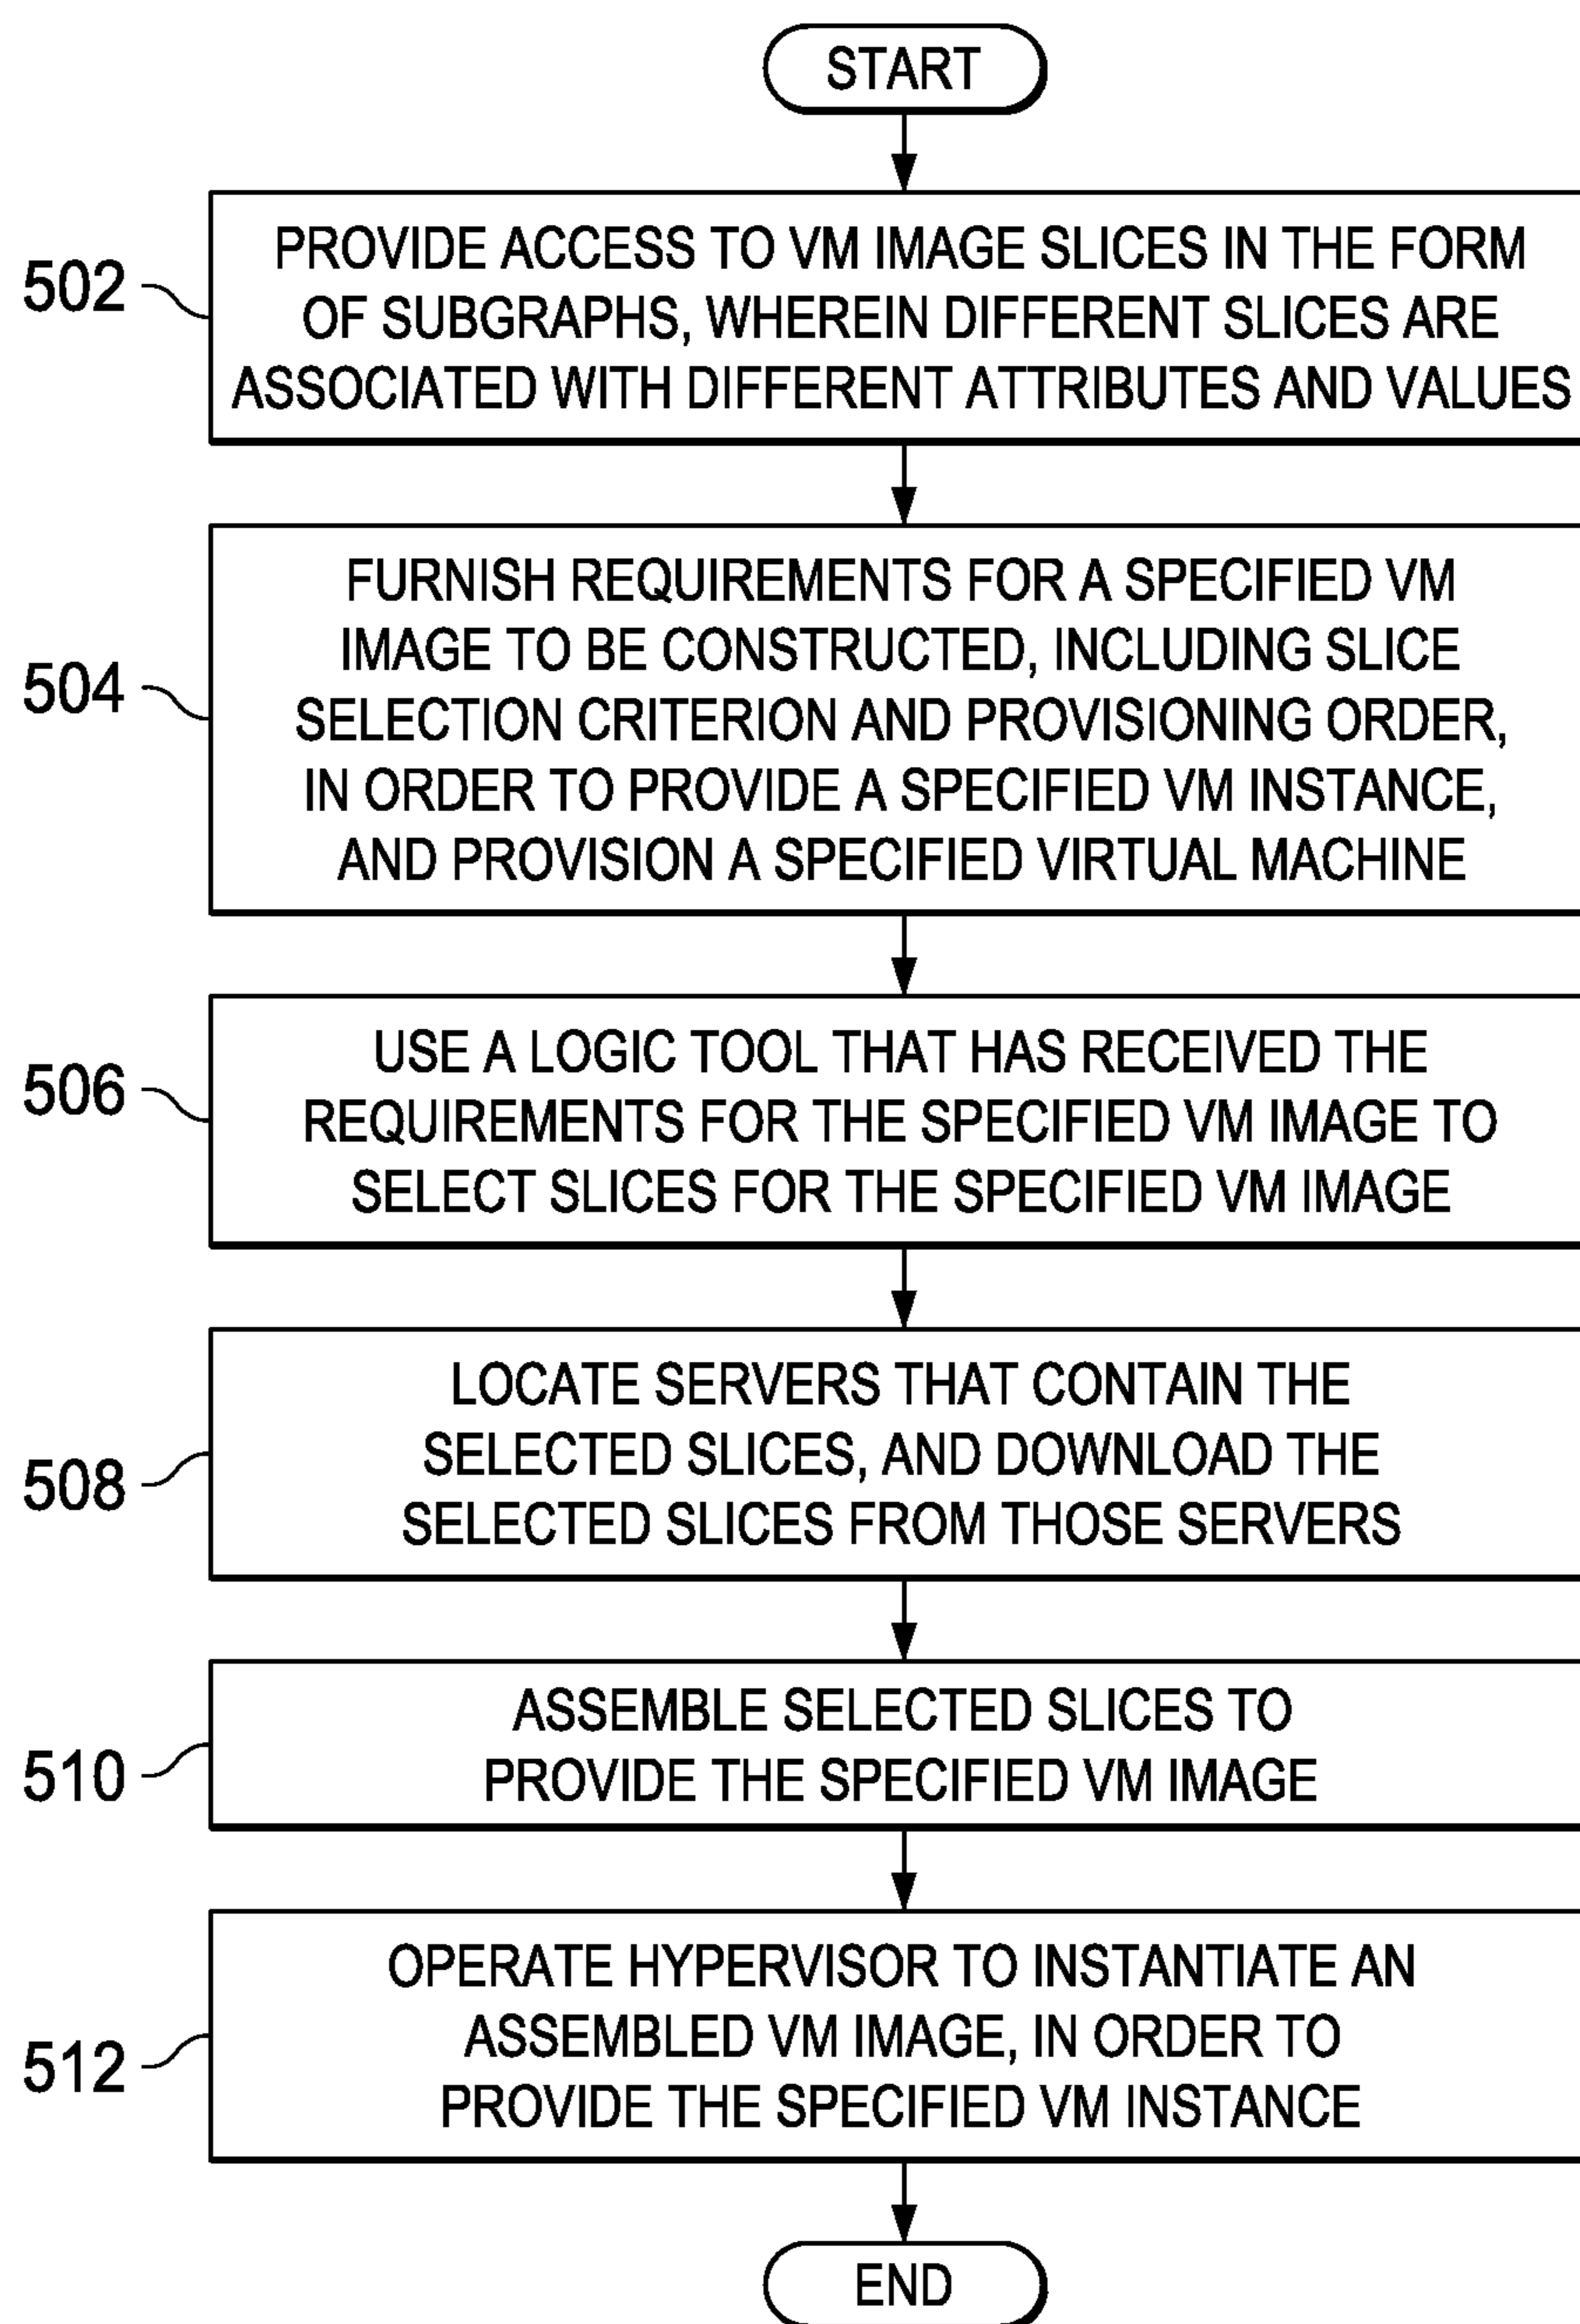 START
502
PROVIDE ACCESS TO VM IMAGE SLICES IN THE FORM
OF SUBGRAPHS, WHEREIN DIFFERENT SLICES ARE
ASSOCIATED WITH DIFFERENT ATTRIBUTES AND VALUES
504
FURNISH REQUIREMENTS FOR A SPECIFIED VM
IMAGE TO BE CONSTRUCTED, INCLUDING SLICE
SELECTION CRITERION AND PROVISIONING ORDER,
IN ORDER TO PROVIDE A SPECIFIED VM INSTANCE,
AND PROVISION A SPECIFIED VIRTUAL MACHINE
506
USE A LOGIC TOOL THAT HAS RECEIVED THE
REQUIREMENTS FOR THE SPECIFIED VM IMAGE TO
SELECT SLICES FOR THE SPECIFIED VM IMAGE
508
LOCATE SERVERS THAT CONTAIN THE
SELECTED SLICES, AND DOWNLOAD THE
SELECTED SLICES FROM THOSE SERVERS
510
ASSEMBLE SELECTED SLICES TO
PROVIDE THE SPECIFIED VM IMAGE
512
OPERATE HYPERVISOR TO INSTANTIATE AN
ASSEMBLED VM IMAGE, IN ORDER TO
PROVIDE THE SPECIFIED VM INSTANCE
END